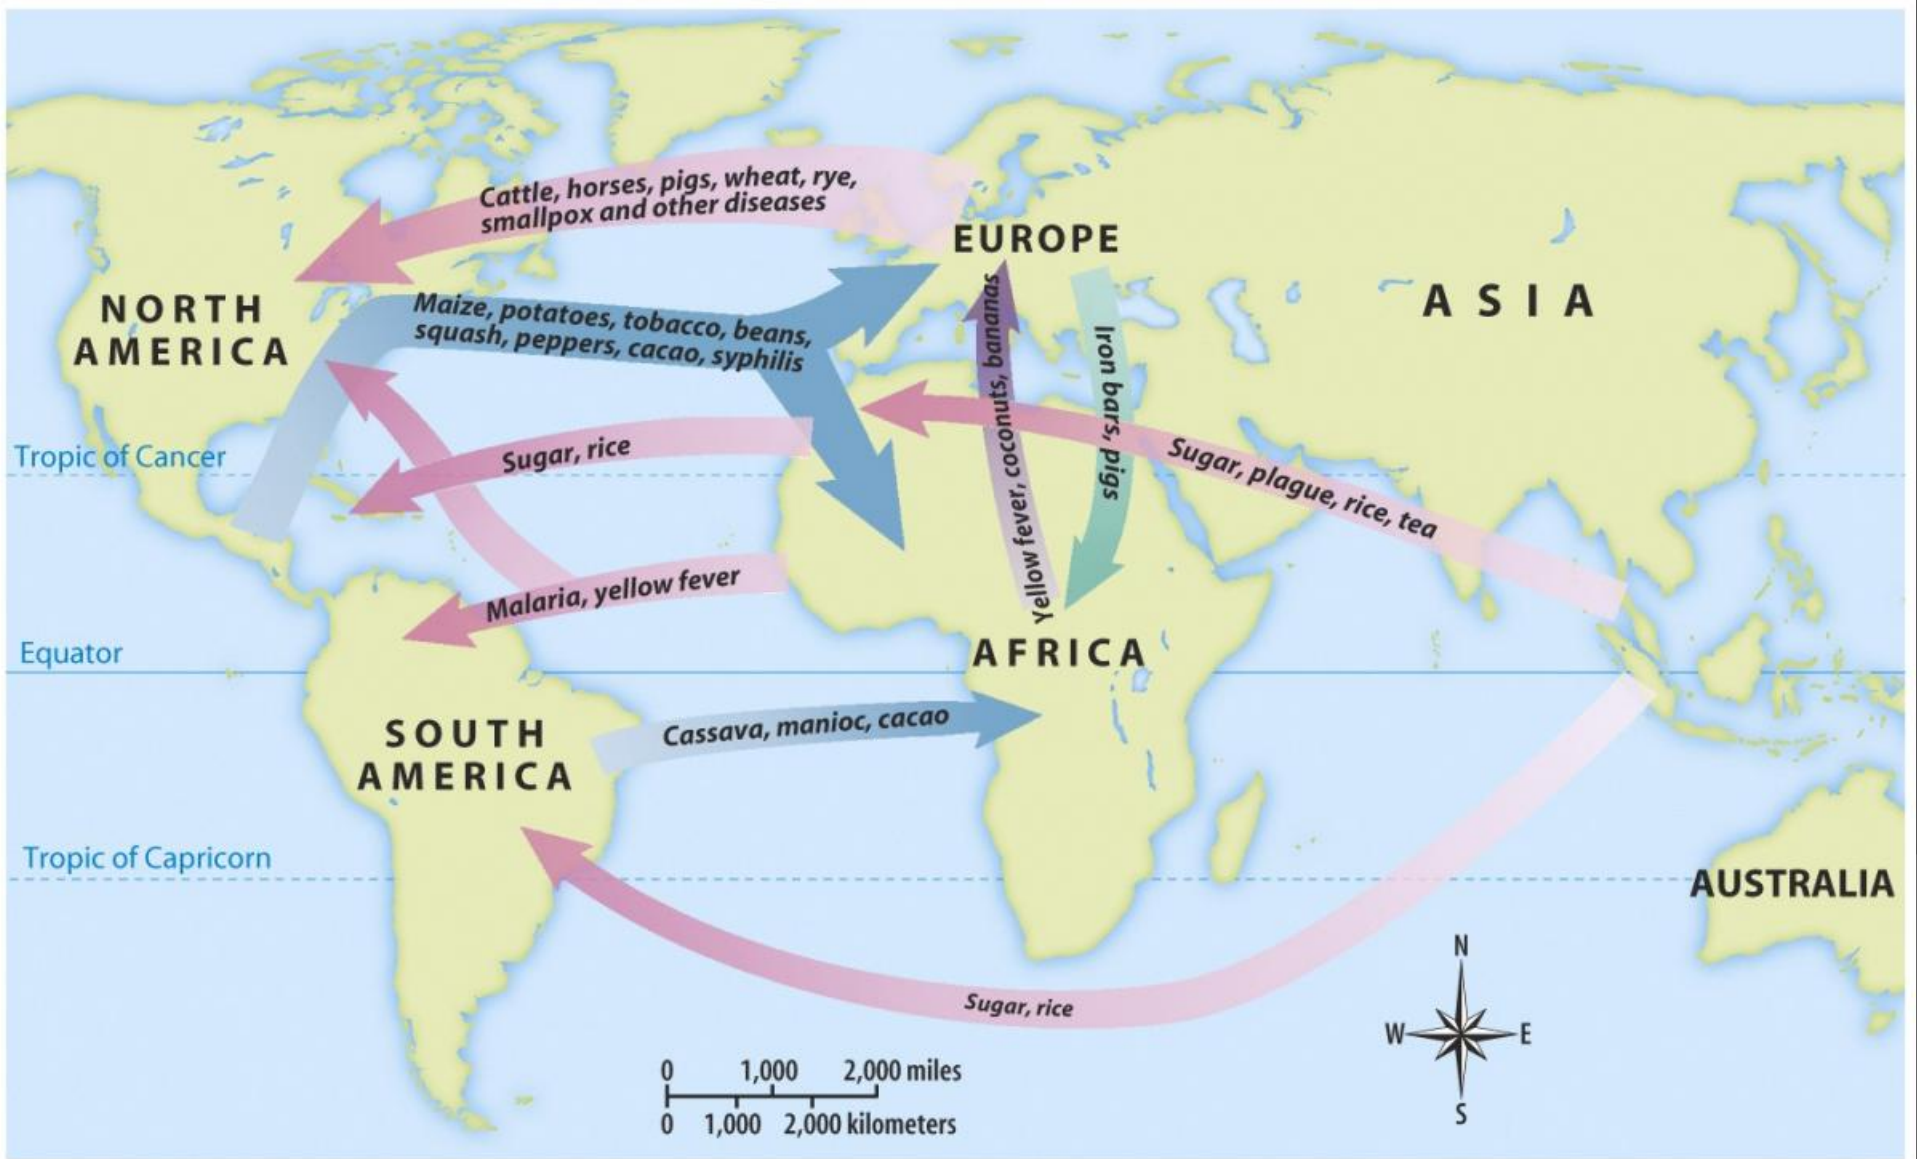 Cattle, horses, pigs, wheat, rye,
smallpox and other diseases
EUROPE
NORTH
AMERICA
ASIA
Maize, potatoes, tobacco, beans,
squash, peppers, cacao, syphilis
Yellow fever, coconuts, bananas
Iron bars, pigs
Tropic of Cancer
Sugar, rice
Sugar, plague, rice, tea
Malaria, yellow fever
Equator
AFRICA
SOUTH
AMERICA
Cassava, manioc, cacao
Tropic of Capricorn
AUSTRALIA
Sugar, rice
N
W
E
S
0 1,000 2,000 miles
0 1,000 2,000 kilometers